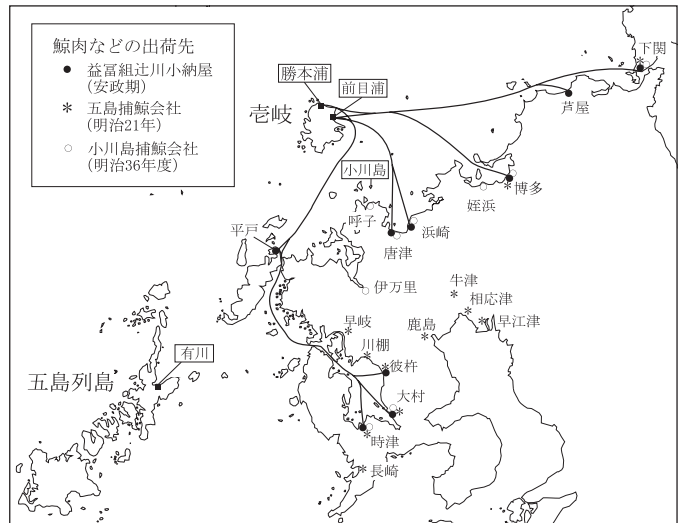 鯨肉などの出荷先
● 益冨組辻川小納屋
(安政期)
* 五島捕鯨会社
(明治21年)
○ 小川島捕鯨会社
(明治36年度)
下関
勝本浦
前目浦
壱岐
芦屋
小川島
博多
姪浜
呼子
浜崎
唐津
平戸
伊万里
牛津
相応津
早江津
早岐
鹿島
川棚
有川
彼杵
五島列島
大村
時津
長崎